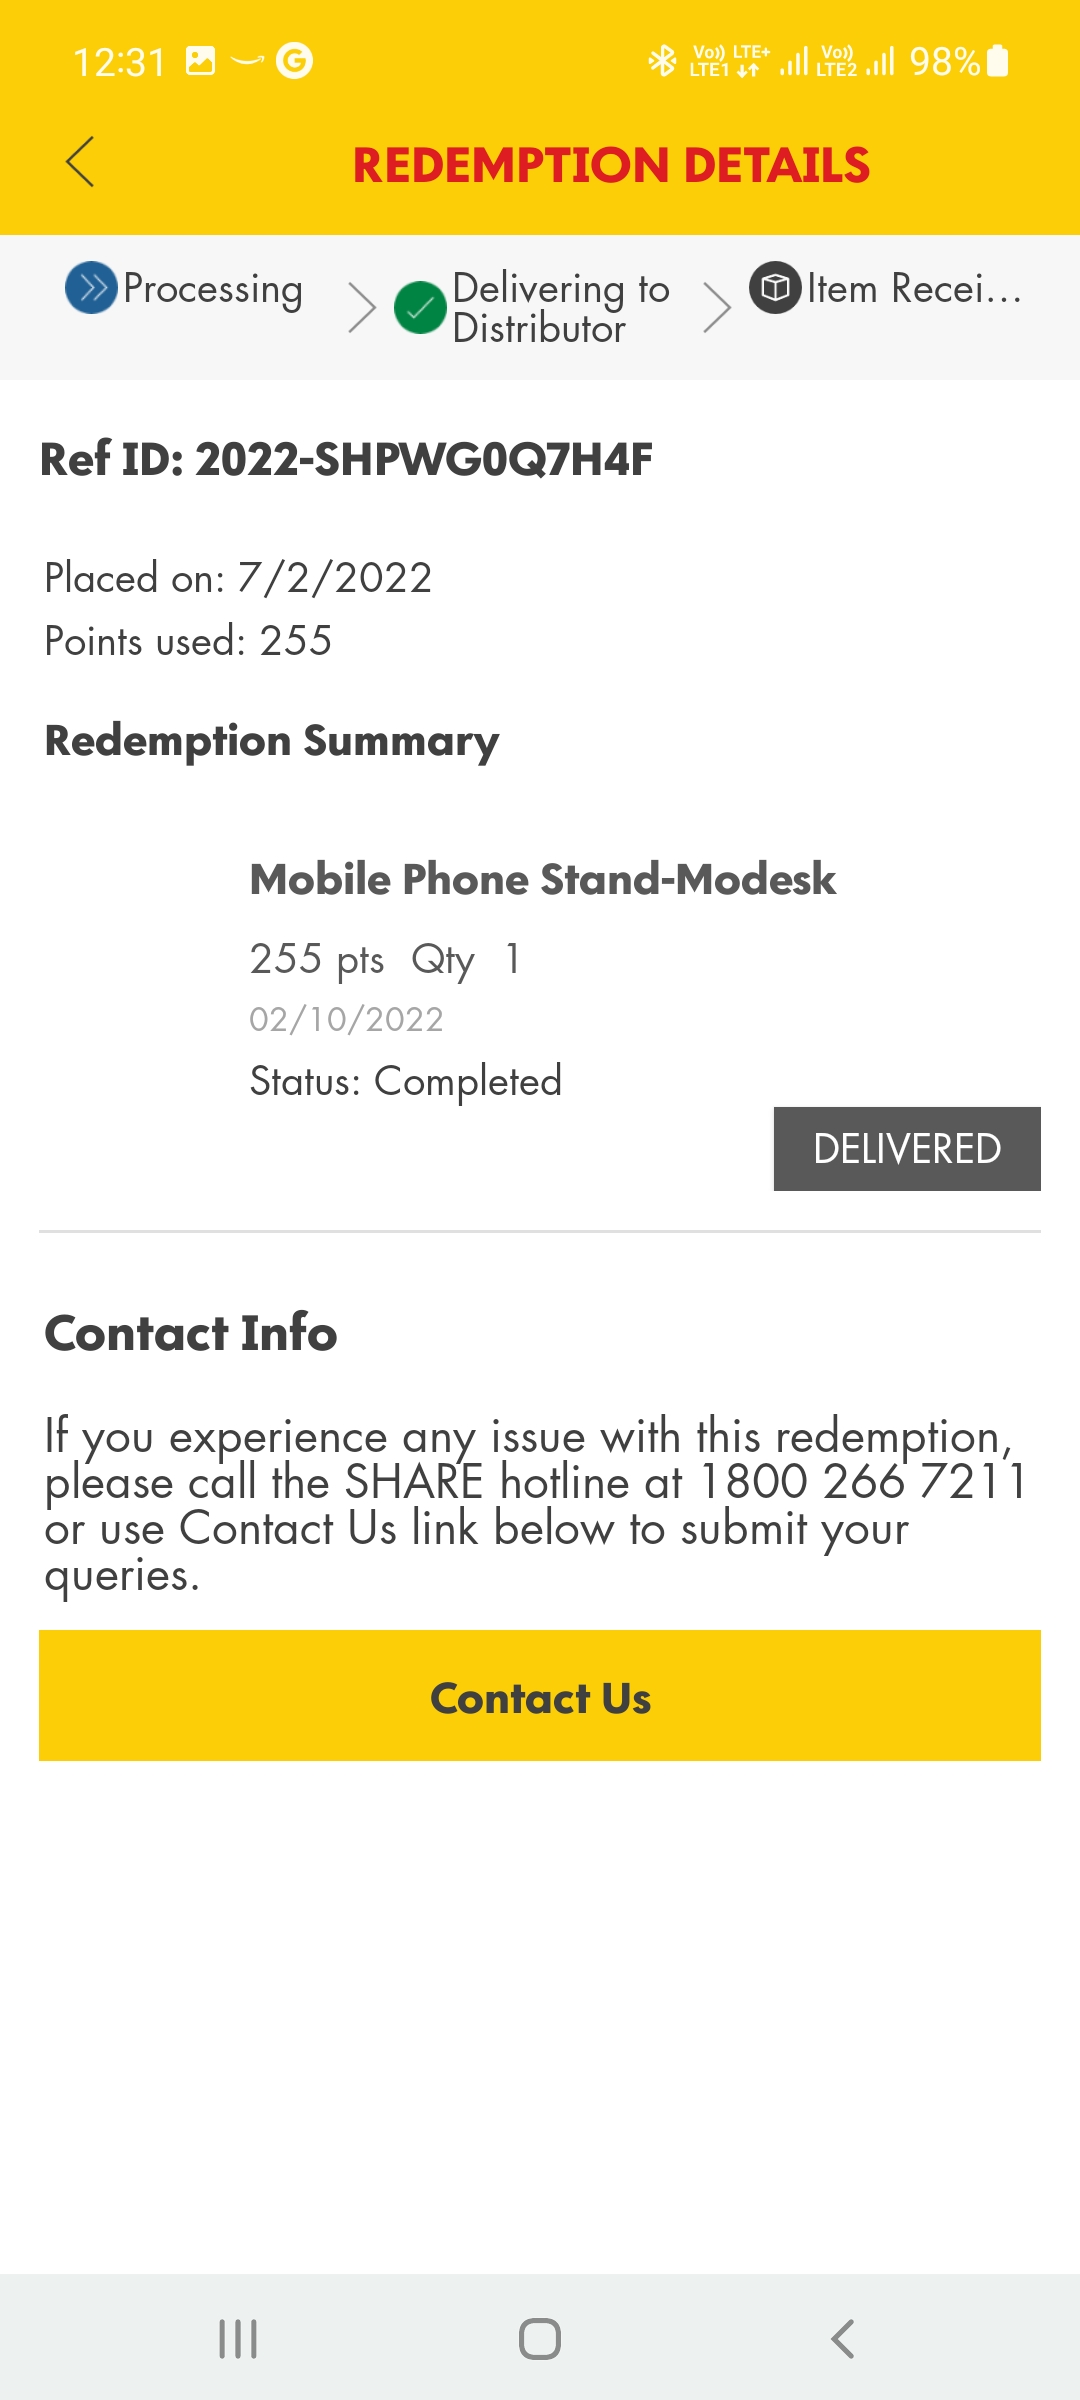 12:31 G Vo)) LTE+ LTE1 Vo)) LTE2 98%
REDEMPTION DETAILS
Processing
Delivering to
Distributor
Item Recei...
Ref ID: 2022-SHPWG0Q7H4F
Placed on: 7/2/2022
Points used: 255
Redemption Summary
Mobile Phone Stand-Modesk
255 pts Qty 1
02/10/2022
Status: Completed
DELIVERED
Contact Info
If you experience any issue with this redemption,
please call the SHARE hotline at 1800 266 7211
or use Contact Us link below to submit your
queries.
Contact Us